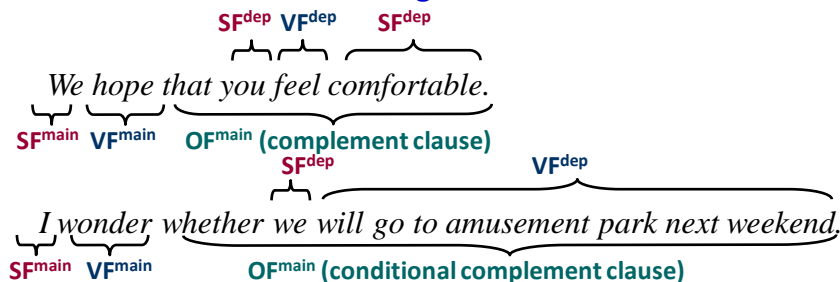 SFdep VFdep SFdep
We hope that you feel comfortable.
SFmain VFmain OFmain (complement clause)
SFdep VFdep
I wonder whether we will go to amusement park next weekend.
SFmain VFmain OFmain (conditional complement clause)